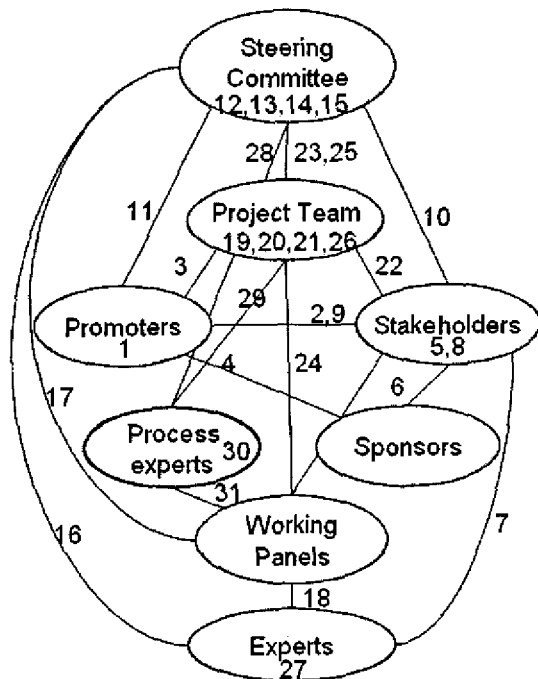 Steering
Committee
12,13,14,15
28
23,25
11
10
Project Team
19,20,21,26
3
22
29
Promoters
1
2,9
Stakeholders
5,8
4
24
6
17
Process
experts
30
Sponsors
31
Working
Panels
16
7
18
Experts
27